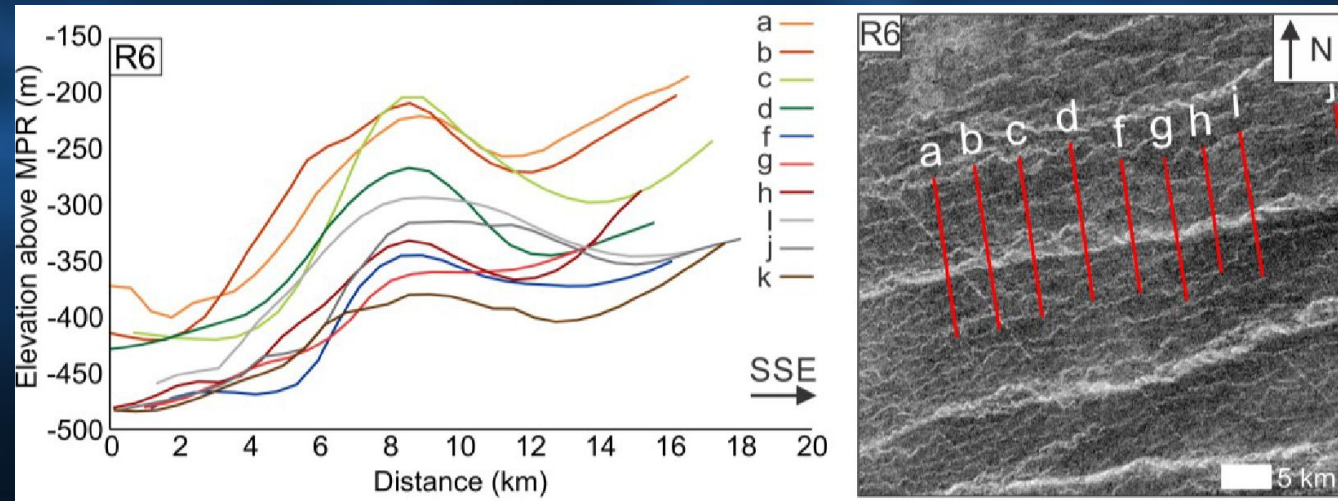 R6
-150
-200
-250
-300
-350
-400
-450
-500
Elevation above MPR (m)
0 2 4 6 8 10 12 14 16 18 20
Distance (km)
a
b
c
d
f
g
h
l
j
k
SSE
R6
N
a b c d f g h i j
5 km